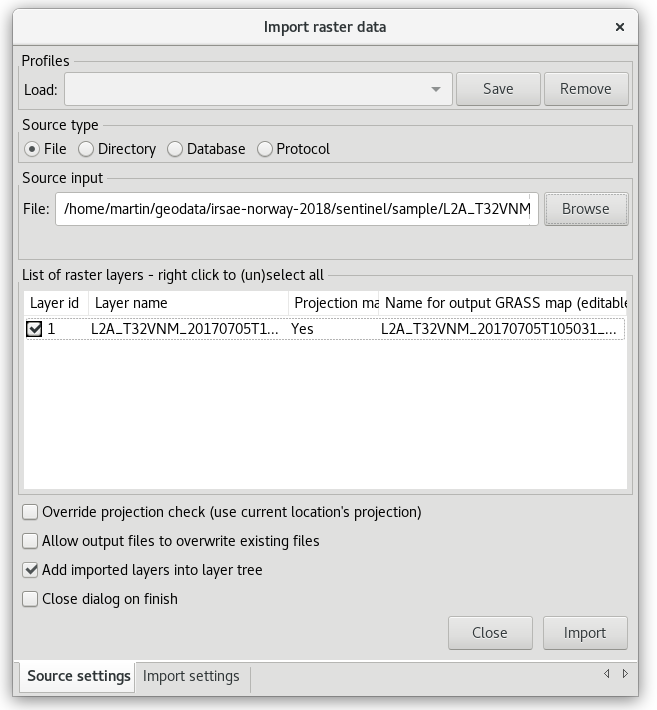 Import raster data
Profiles
Load:
Save
Remove
Source type
File
Directory
Database
Protocol
Source input
File:
/home/martin/geodata/irsae-norway-2018/sentinel/sample/L2A_T32VNM
Browse
List of raster layers - right click to (un)select all
Layer id
Layer name
Projection ma
Name for output GRASS map (editable
1
L2A_T32VNM_20170705T1...
Yes
L2A_T32VNM_20170705T105031_...
Override projection check (use current location's projection)
Allow output files to overwrite existing files
Add imported layers into layer tree
Close dialog on finish
Close
Import
Source settings
Import settings